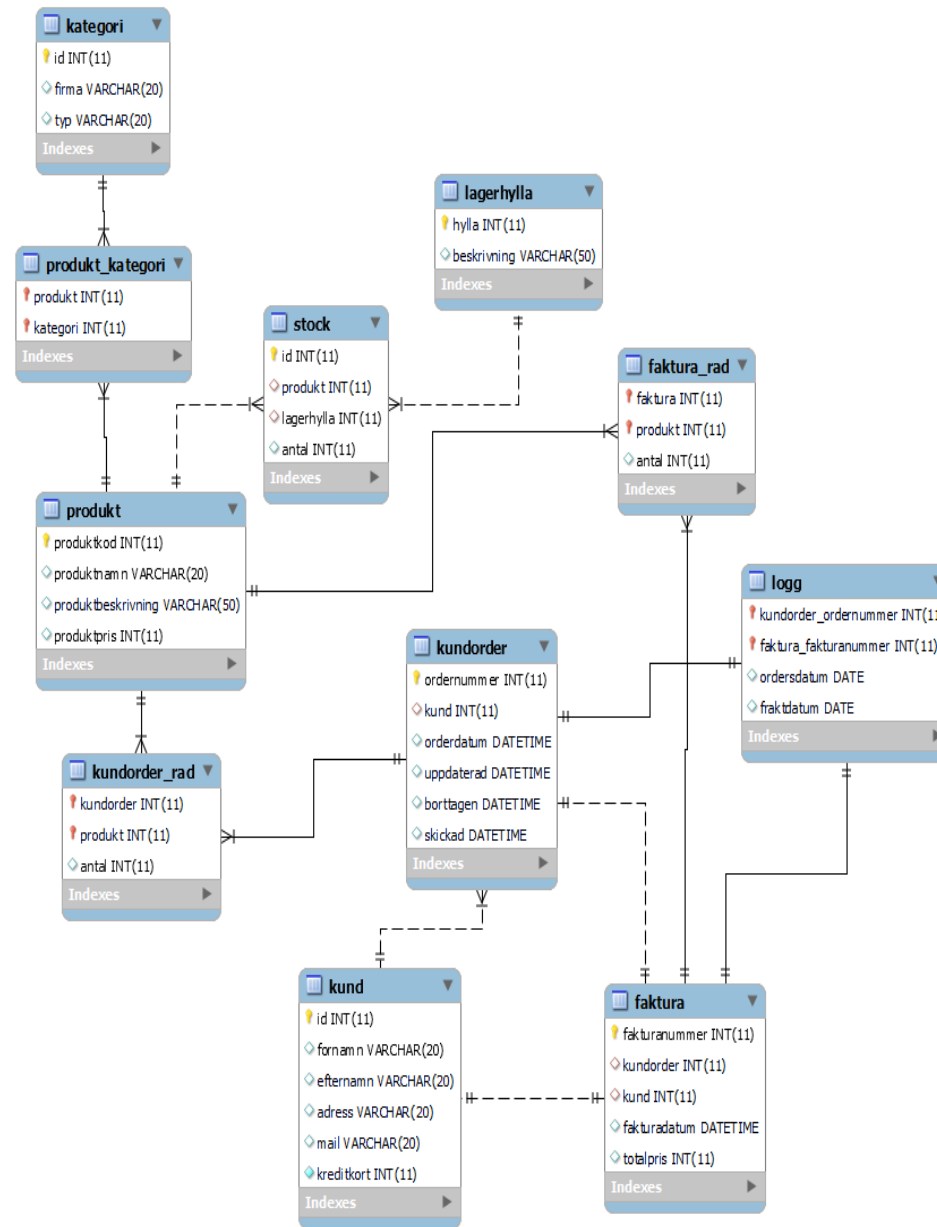 kategori
id INT(11)
firma VARCHAR(20)
typ VARCHAR(20)
Indexes
lagerhylla
hylla INT(11)
beskrivning VARCHAR(50)
Indexes
produkt_kategori
produkt INT(11)
kategori INT(11)
Indexes
stock
id INT(11)
produkt INT(11)
lagerhylla INT(11)
antal INT(11)
Indexes
faktura_rad
faktura INT(11)
produkt INT(11)
antal INT(11)
Indexes
produkt
produktkod INT(11)
produktnamn VARCHAR(20)
produktbeskrivning VARCHAR(50)
produktpris INT(11)
Indexes
logg
kundorder_ordernummer INT(11
faktura_fakturanummer INT(11)
ordersdatum DATE
fraktdatum DATE
Indexes
kundorder
ordernummer INT(11)
kund INT(11)
orderdatum DATETIME
uppdaterad DATETIME
borttagen DATETIME
skickad DATETIME
Indexes
kundorder_rad
kundorder INT(11)
produkt INT(11)
antal INT(11)
Indexes
kund
id INT(11)
fornamn VARCHAR(20)
efternamn VARCHAR(20)
adress VARCHAR(20)
mail VARCHAR(20)
kreditkort INT(11)
Indexes
faktura
fakturanummer INT(11)
kundorder INT(11)
kund INT(11)
fakturadatum DATETIME
totalpris INT(11)
Indexes